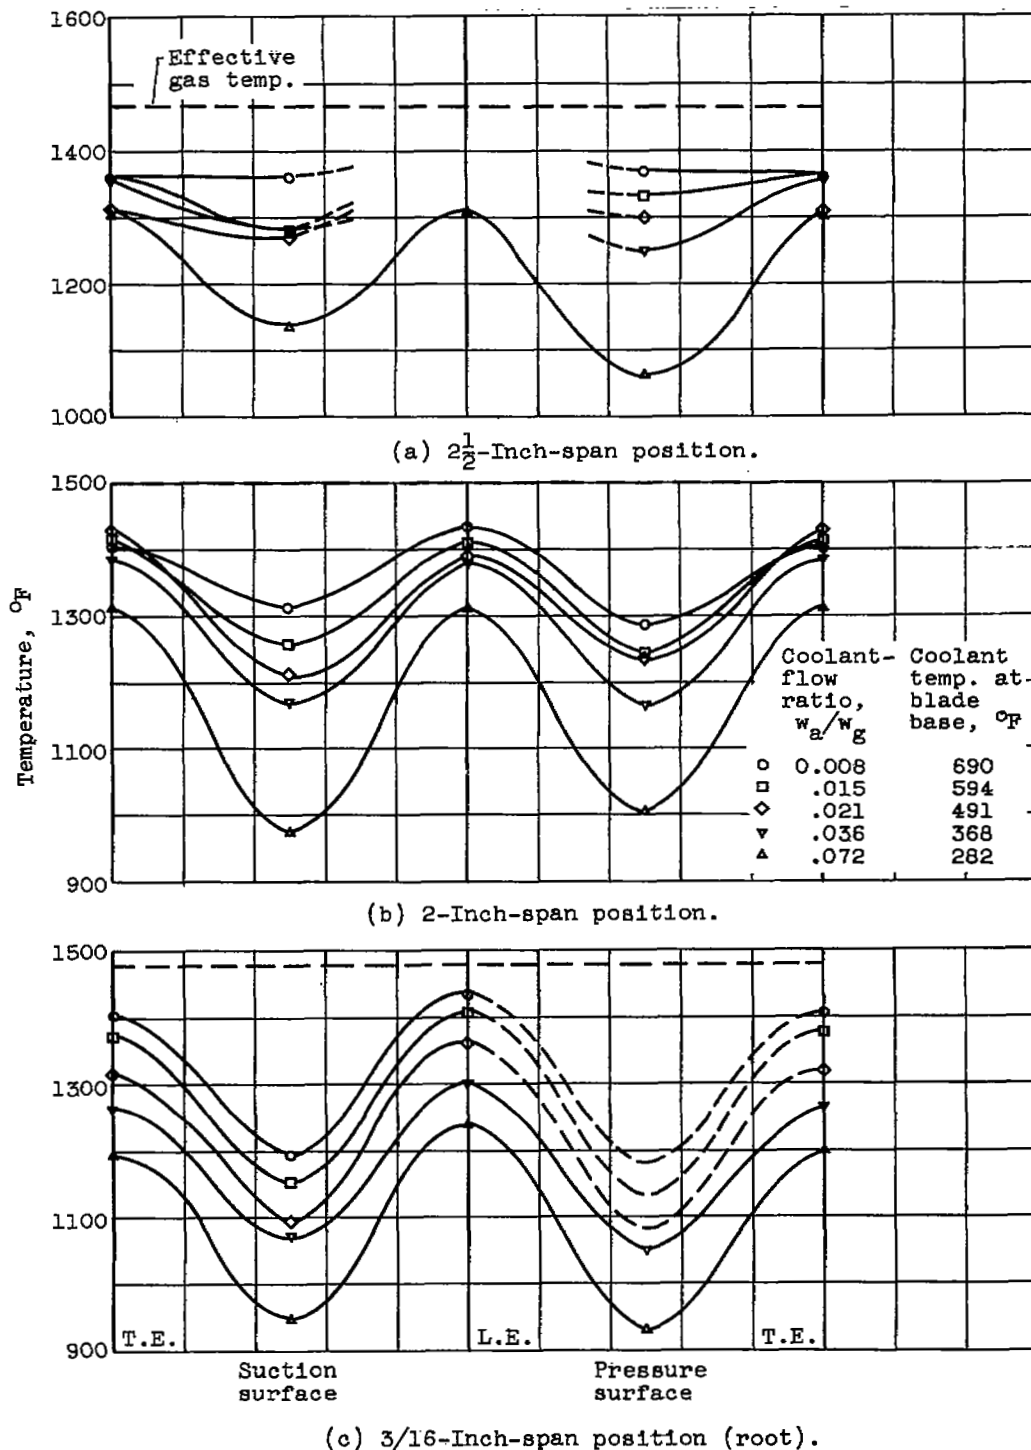 1600
Effective
gas temp.
1400
1200
1000
(a) 2½-Inch-span position.
1500
1300
1100
900
Temperature, °F
Coolant-flow ratio, wa/wg Coolant temp. at blade base, °F
○ 0.008 690
□ .015 594
◇ .021 491
▽ .036 368
△ .072 282
(b) 2-Inch-span position.
1500
1300
1100
900
T.E. L.E. T.E.
Suction surface
Pressure surface
(c) 3/16-Inch-span position (root).